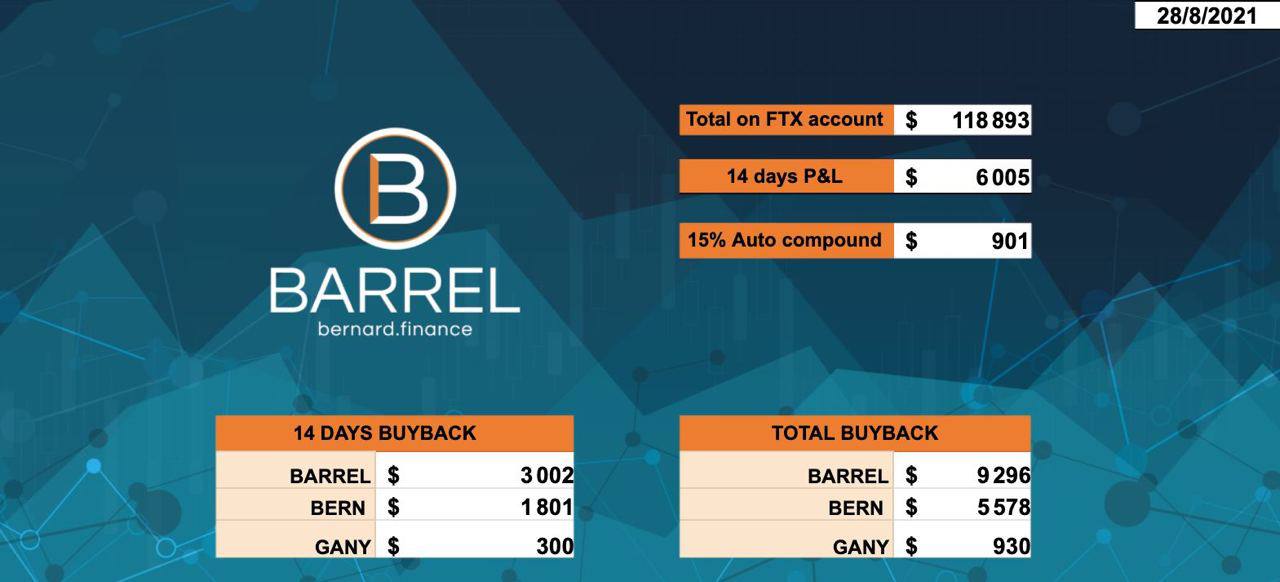 28/8/2021
Total on FTX account $ 118 893
14 days P&L $ 6 005
15% Auto compound $ 901
B
BARREL
bernard.finance
14 DAYS BUYBACK
BARREL $ 3 002
BERN $ 1 801
GANY $ 300
TOTAL BUYBACK
BARREL $ 9 296
BERN $ 5 578
GANY $ 930